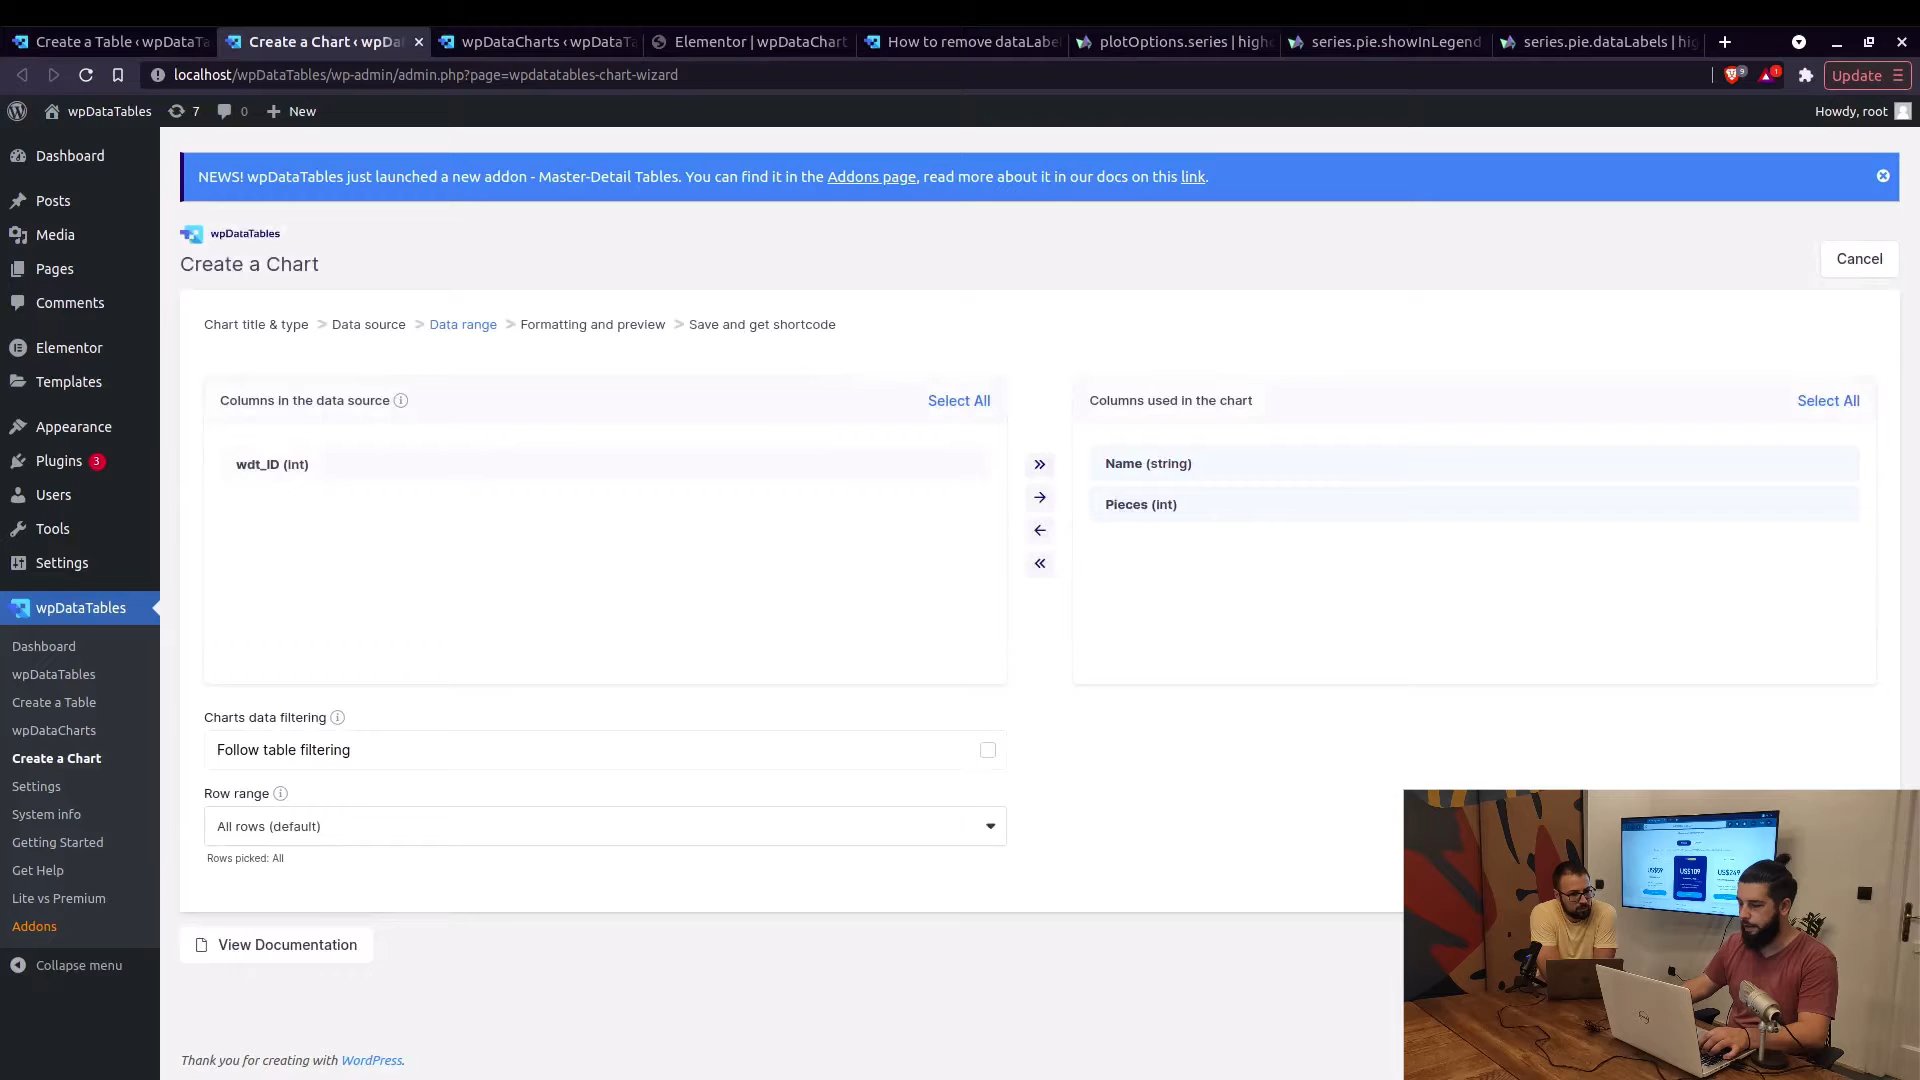 Create a Table ‹ wpDataTa
Create a Chart ‹ wpDa
wpDataCharts ‹ wpDataTa
Elementor | wpDataChart
How to remove dataLabe
plotOptions.series | highc
series.pie.showInLegend
series.pie.dataLabels | hig
localhost/wpDataTables/wp-admin/admin.php?page=wpdatatables-chart-wizard
9
1
Update
wpDataTables
7
0
New
Howdy, root
Dashboard
Posts
Media
Pages
Comments
Elementor
Templates
Appearance
Plugins 3
Users
Tools
Settings
wpDataTables
Dashboard
wpDataTables
Create a Table
wpDataCharts
Create a Chart
Settings
System info
Getting Started
Get Help
Lite vs Premium
Addons
Collapse menu
NEWS! wpDataTables just launched a new addon - Master-Detail Tables. You can find it in the Addons page, read more about it in our docs on this link.
wpDataTables
Create a Chart
Cancel
Chart title & type > Data source > Data range > Formatting and preview > Save and get shortcode
Columns in the data source
Select All
wdt_ID (int)
Columns used in the chart
Select All
Name (string)
Pieces (int)
Charts data filtering
Follow table filtering
Row range
All rows (default)
Rows picked: All
View Documentation
US$109
US$249
Thank you for creating with WordPress.